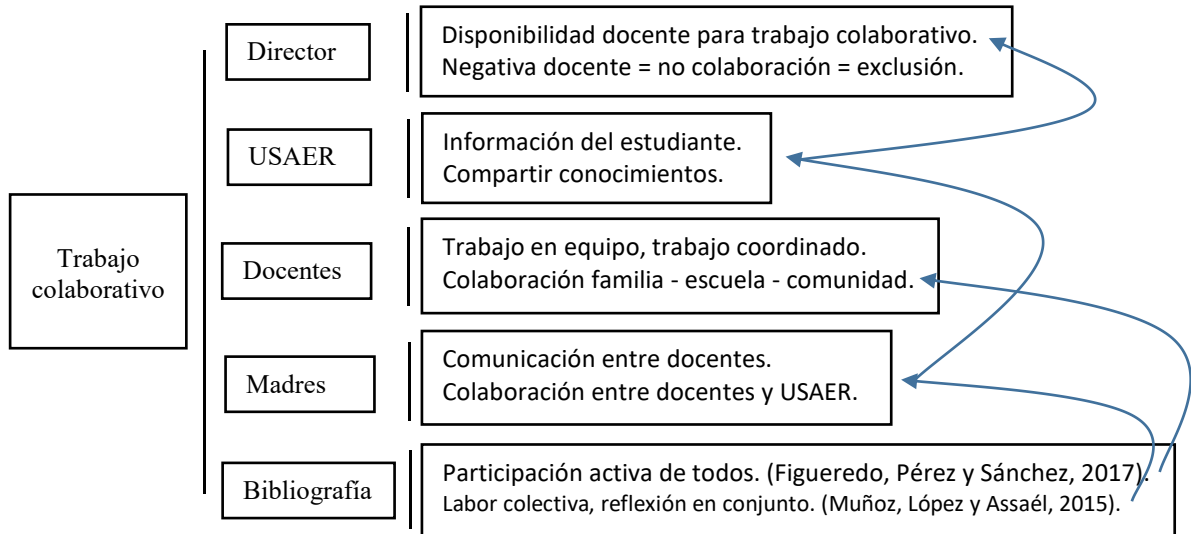 Trabajo
colaborativo
Director
Disponibilidad docente para trabajo colaborativo.
Negativa docente = no colaboración = exclusión.
USAER
Información del estudiante.
Compartir conocimientos.
Docentes
Trabajo en equipo, trabajo coordinado.
Colaboración familia - escuela - comunidad.
Madres
Comunicación entre docentes.
Colaboración entre docentes y USAER.
Bibliografía
Participación activa de todos. (Figueredo, Pérez y Sánchez, 2017).
Labor colectiva, reflexión en conjunto. (Muñoz, López y Assaél, 2015).